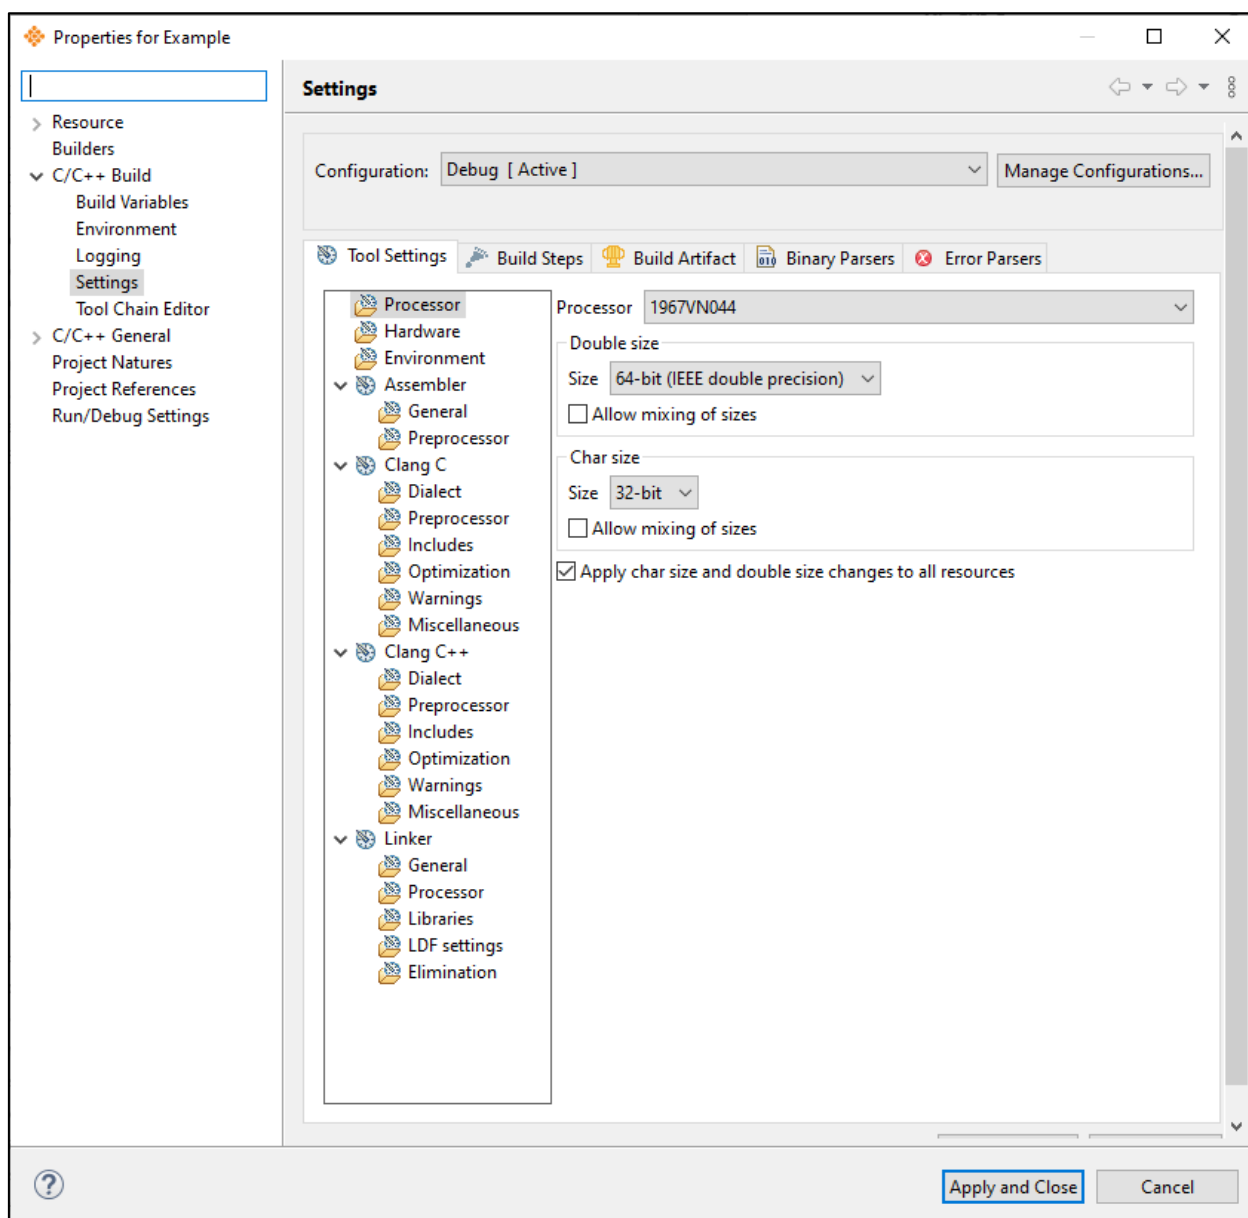 Properties for Example
Settings
Resource
Builders
C/C++ Build
Build Variables
Environment
Logging
Settings
Tool Chain Editor
C/C++ General
Project Natures
Project References
Run/Debug Settings
Configuration: Debug [ Active ] Manage Configurations...
Tool Settings Build Steps Build Artifact Binary Parsers Error Parsers
Processor
Hardware
Environment
Assembler
General
Preprocessor
Clang C
Dialect
Preprocessor
Includes
Optimization
Warnings
Miscellaneous
Clang C++
Dialect
Preprocessor
Includes
Optimization
Warnings
Miscellaneous
Linker
General
Processor
Libraries
LDF settings
Elimination
Processor 1967VN044
Double size
Size 64-bit (IEEE double precision)
Allow mixing of sizes
Char size
Size 32-bit
Allow mixing of sizes
Apply char size and double size changes to all resources
Apply and Close Cancel